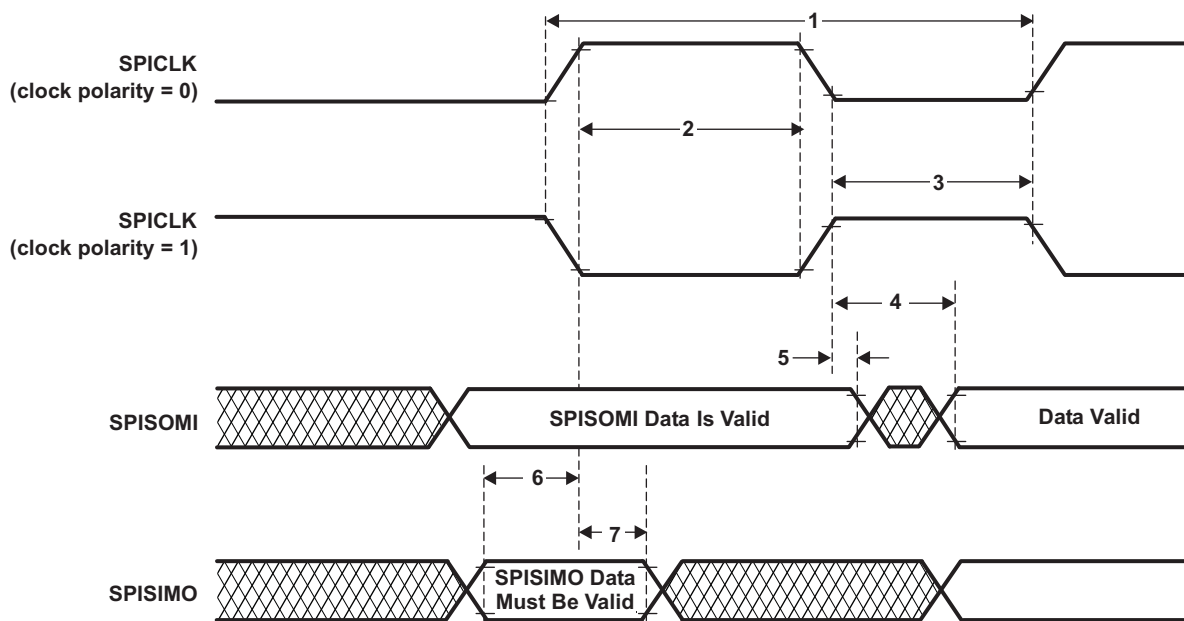 1
SPICLK
(clock polarity = 0)
2
3
SPICLK
(clock polarity = 1)
4
5
SPISOMI
SPISOMI Data Is Valid
Data Valid
6
7
SPISIMO
SPISIMO Data
Must Be Valid